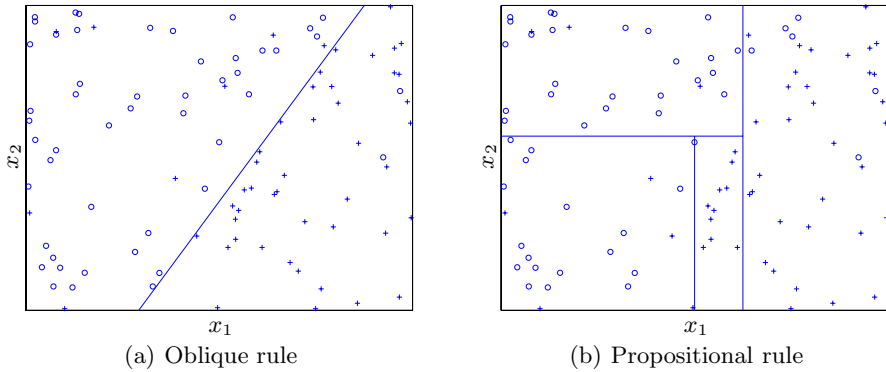 x₂
x₁
(a) Oblique rule
x₂
x₁
(b) Propositional rule